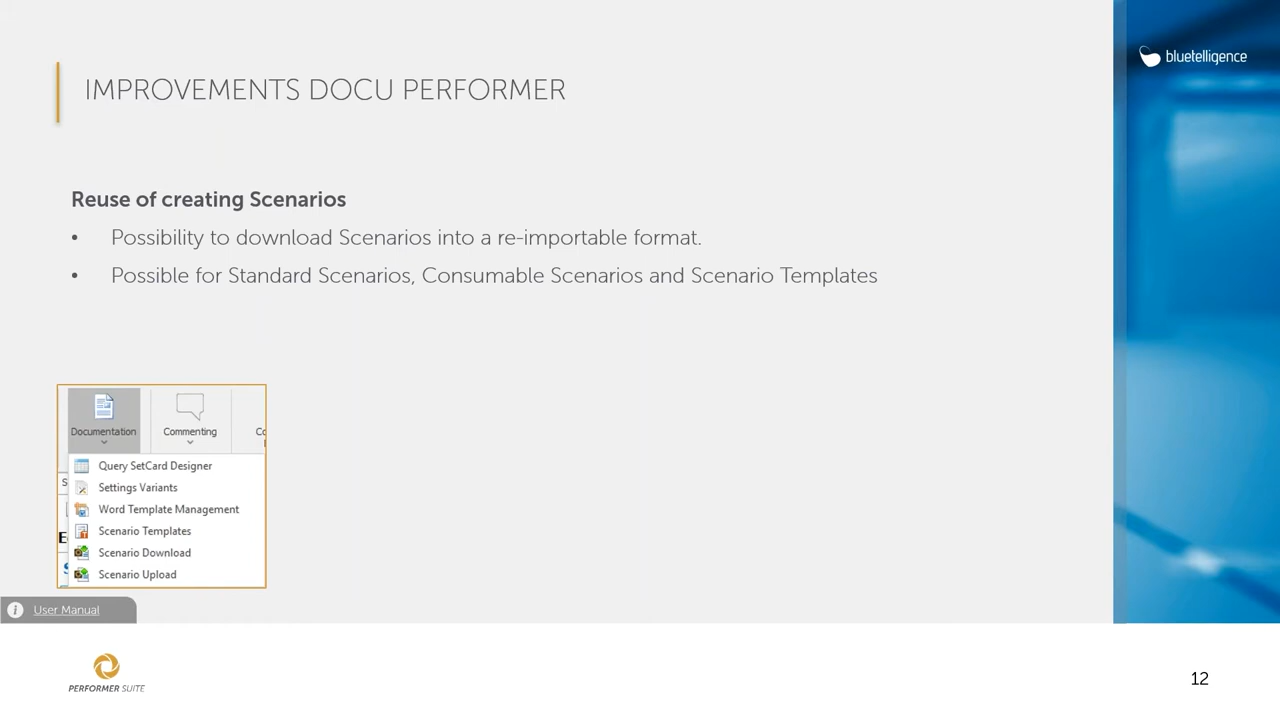 bluetelligence
IMPROVEMENTS DOCU PERFORMER
Reuse of creating Scenarios
• Possibility to download Scenarios into a re-importable format.
• Possible for Standard Scenarios, Consumable Scenarios and Scenario Templates
Documentation
Commenting
Query SetCard Designer
Settings Variants
Word Template Management
Scenario Templates
Scenario Download
Scenario Upload
i User Manual
PERFORMER SUITE
12